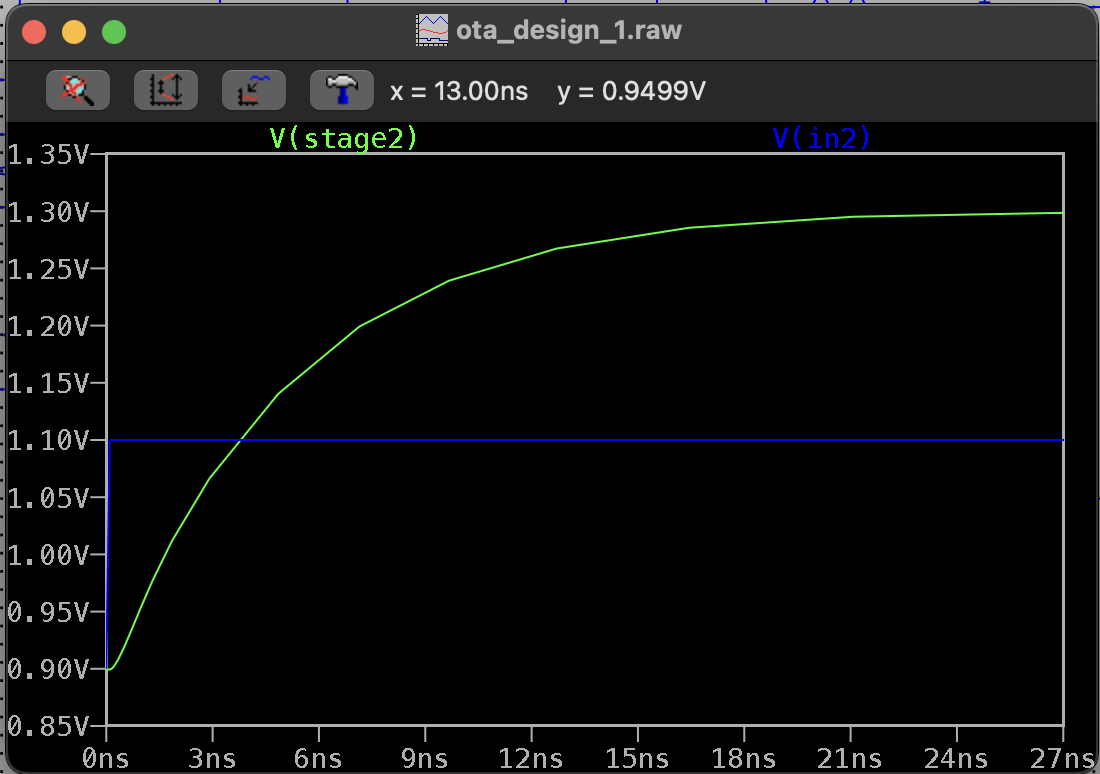 ota_design_1.raw
x = 13.00ns y = 0.9499V
V(stage2) V(in2)
1.35V
1.30V
1.25V
1.20V
1.15V
1.10V
1.05V
1.00V
0.95V
0.90V
0.85V
0ns 3ns 6ns 9ns 12ns 15ns 18ns 21ns 24ns 27ns